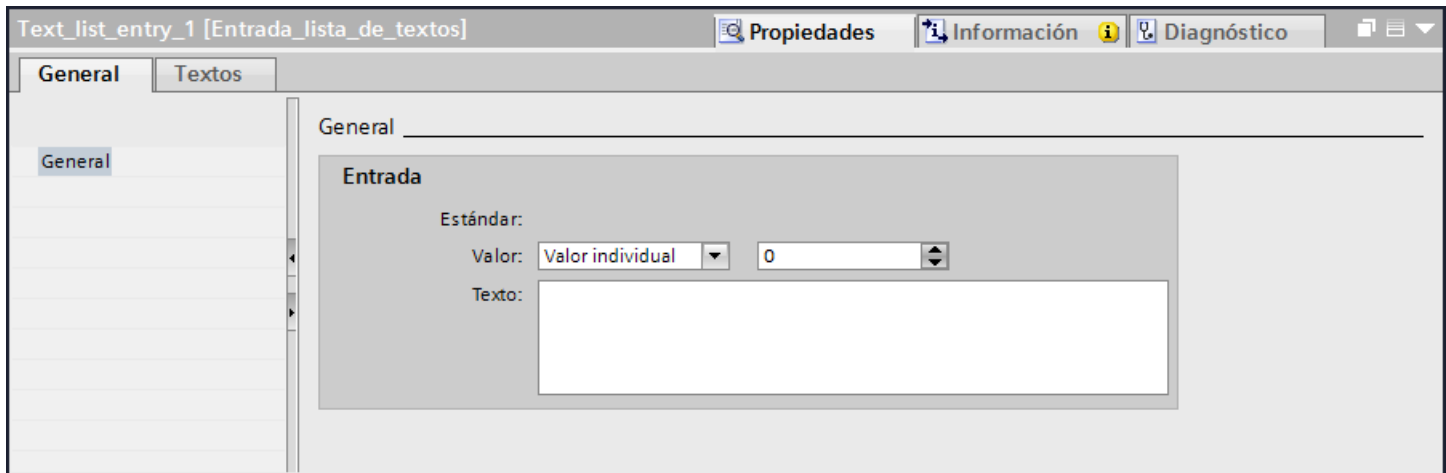 Text_list_entry_1 [Entrada_lista_de_textos]
Propiedades
Información
Diagnóstico
General
Textos
General
General
Entrada
Estándar:
Valor: Valor individual 0
Texto: